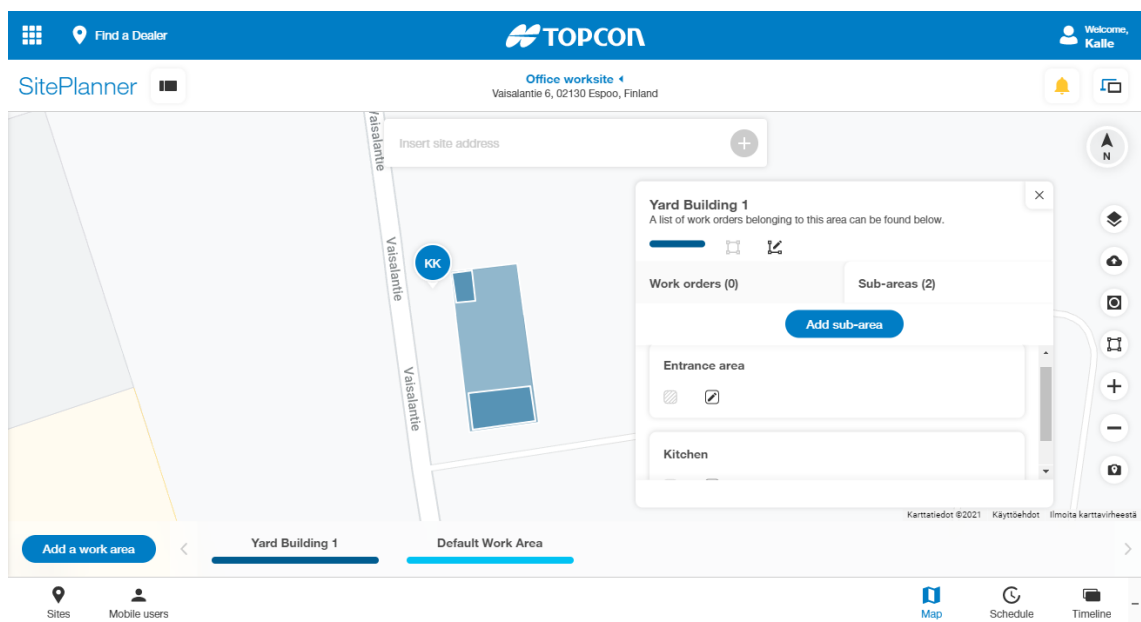 Find a Dealer
TOPCON
Welcome,
Kalle
SitePlanner
Office worksite
Vaisalantie 6, 02130 Espoo, Finland
Vaisalantie
Insert site address
N
Yard Building 1
A list of work orders belonging to this area can be found below.
Vaisalantie
KK
Work orders (0)
Sub-areas (2)
Add sub-area
Entrance area
Vaisalantie
Kitchen
Karttatiedot ©2021 Käyttöehdot Ilmoita karttavirheestä
Add a work area
Yard Building 1
Default Work Area
Sites
Mobile users
Map
Schedule
Timeline